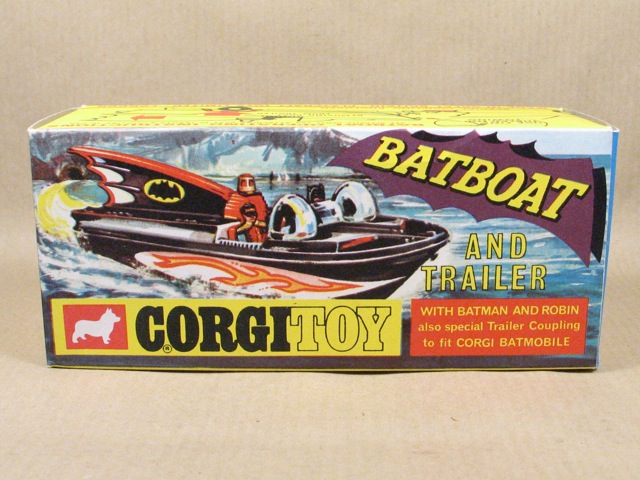 BATBOAT
AND
TRAILER
CORGI TOY
®
WITH BATMAN AND ROBIN
also special Trailer Coupling
to fit CORGI BATMOBILE